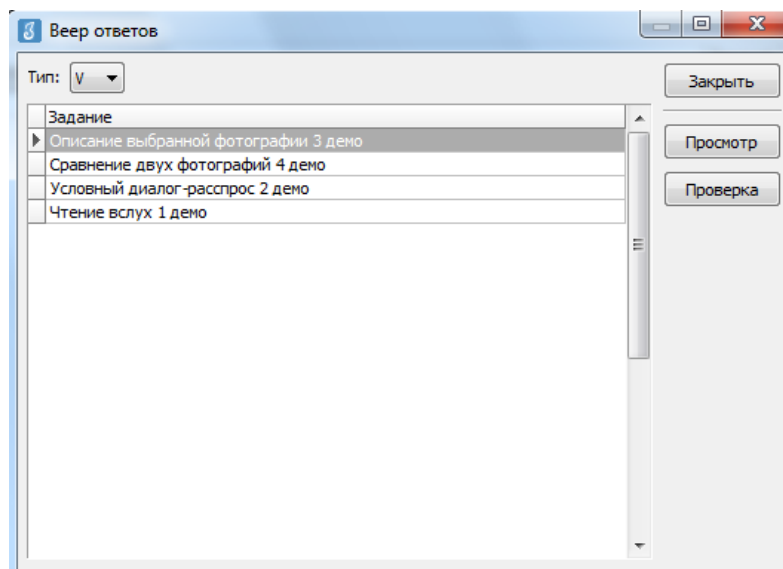 Веер ответов
Тип: V
Закрыть
Задание
Описание выбранной фотографии 3 демо
Просмотр
Сравнение двух фотографий 4 демо
Условный диалог-расспрос 2 демо
Проверка
Чтение вслух 1 демо